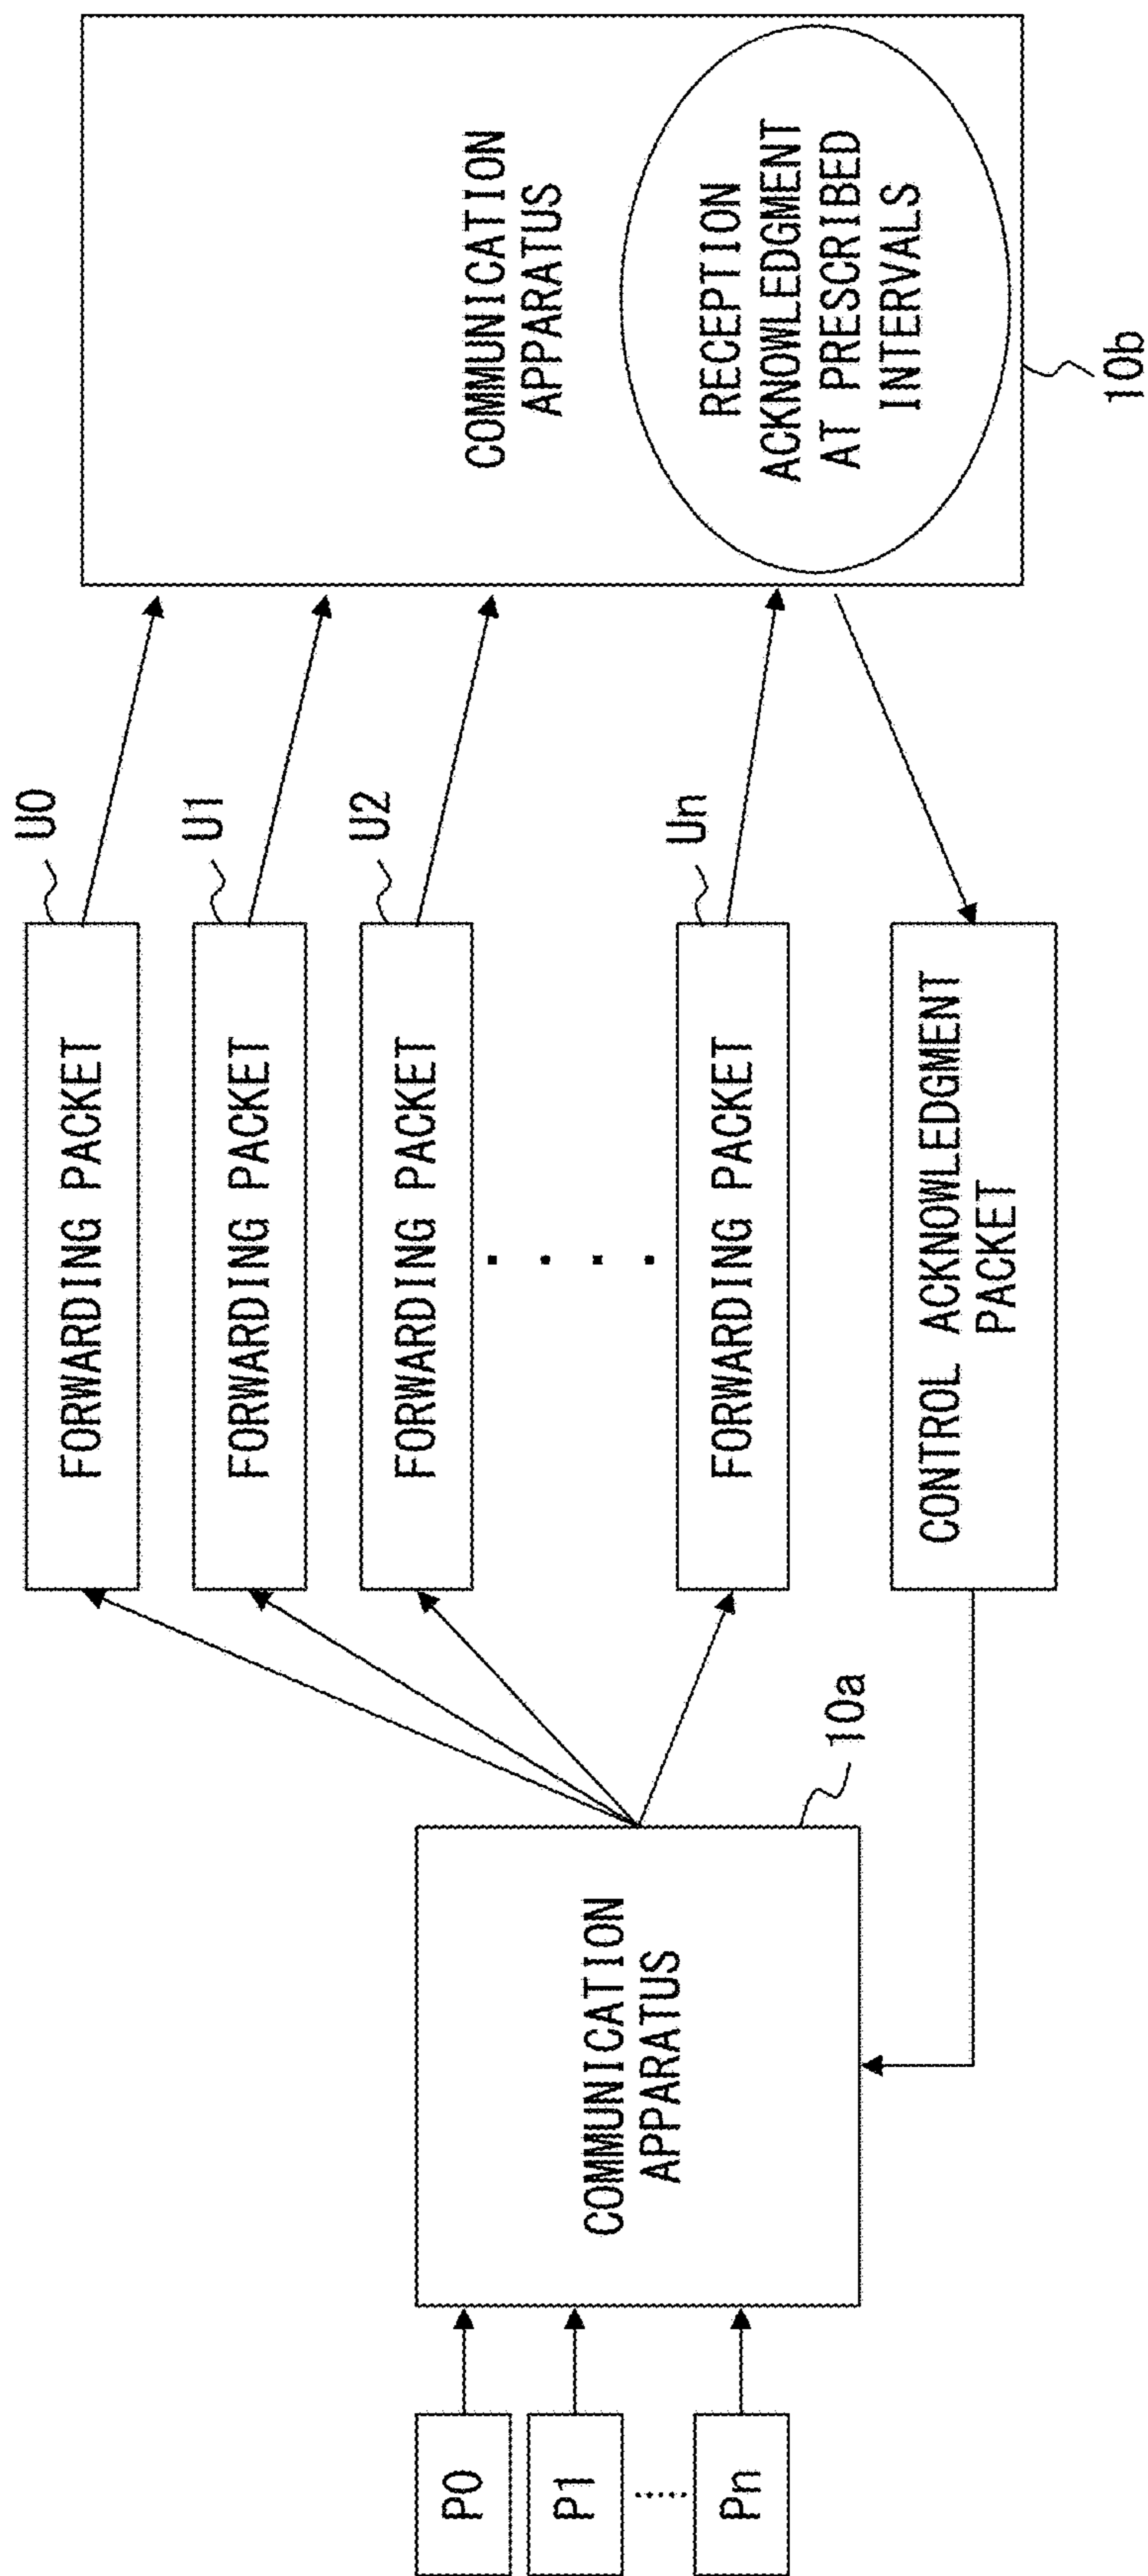 P0
P1
Pn
COMMUNICATION
APPARATUS
10a
FORWARDING PACKET
U0
FORWARDING PACKET
U1
FORWARDING PACKET
U2
FORWARDING PACKET
Un
CONTROL ACKNOWLEDGMENT
PACKET
COMMUNICATION
APPARATUS
RECEPTION
ACKNOWLEDGMENT
AT PRESCRIBED
INTERVALS
10b